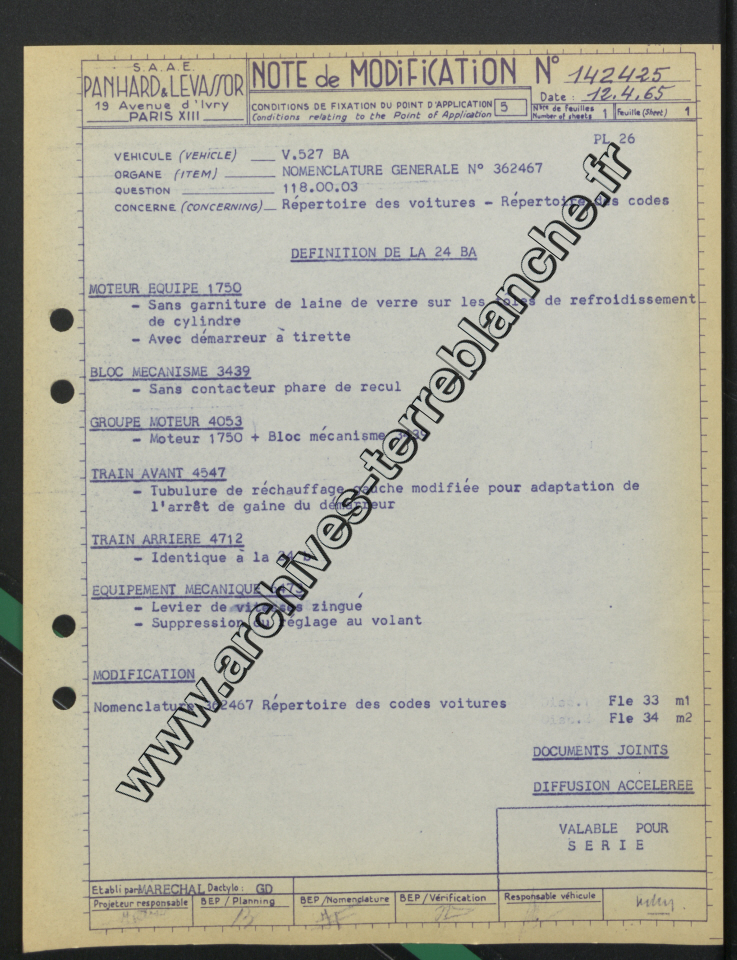 S.A.A.E.
PANHARD & LEVASSOR
19 Avenue d'Ivry
PARIS XIII
NOTE de MODIFICATION N° 142425
Date: 12.4.65
CONDITIONS DE FIXATION DU POINT D'APPLICATION 5
Conditions relating to the Point of Application
Nbre de Feuilles 1
Number of sheets
Feuille (Sheet) 1
PL 26
VEHICULE (VEHICLE) V.527 BA
ORGANE (ITEM) NOMENCLATURE GENERALE N° 362467
QUESTION 118.00.03
CONCERNE (CONCERNING) Répertoire des voitures - Répertoire des codes
DEFINITION DE LA 24 BA
MOTEUR EQUIPE 1750
- Sans garniture de laine de verre sur les toles de refroidissement
de cylindre
- Avec démarreur à tirette
BLOC MECANISME 3439
- Sans contacteur phare de recul
GROUPE MOTEUR 4053
- Moteur 1750 + Bloc mécanisme 3439
TRAIN AVANT 4547
- Tubulure de réchauffage gauche modifiée pour adaptation de
l'arrêt de gaine du démarreur
TRAIN ARRIERE 4712
- Identique à la 24
EQUIPEMENT MECANIQUE
- Levier de vitesses zingué
- Suppression du réglage au volant
MODIFICATION
Nomenclature 362467 Répertoire des codes voitures Fle 33 m1
Fle 34 m2
DOCUMENTS JOINTS
DIFFUSION ACCELEREE
VALABLE POUR
SERIE
Etabli par MARECHAL Dactylo: GD
Projeteur responsable
BEP / Planning
BEP / Nomenclature
BEP / Vérification
Responsable véhicule
www.archives-terreblanche.fr